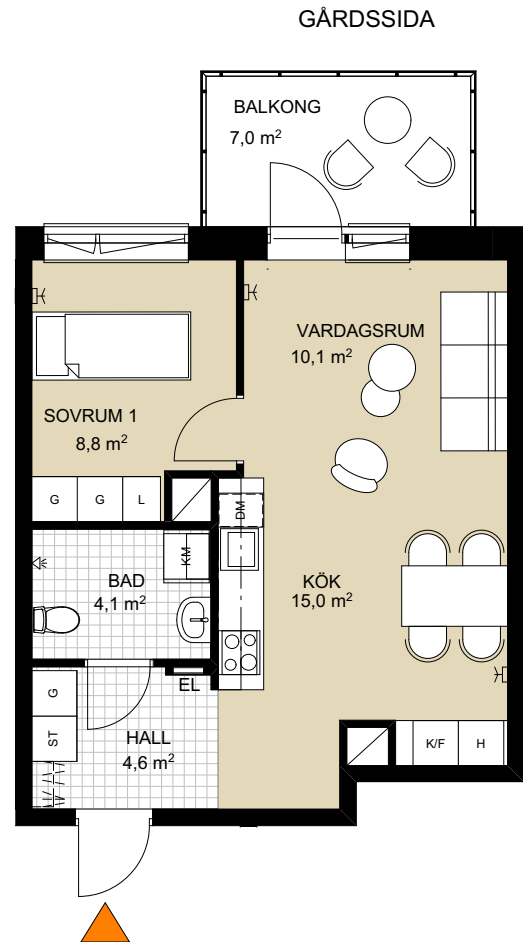 GÅRDSSIDA
BALKONG
7,0 m²
VARDAGSRUM
10,1 m²
SOVRUM 1
8,8 m²
G
G
L
DM
KM
BAD
4,1 m²
KÖK
15,0 m²
EL
G
ST
HALL
4,6 m²
K/F
H